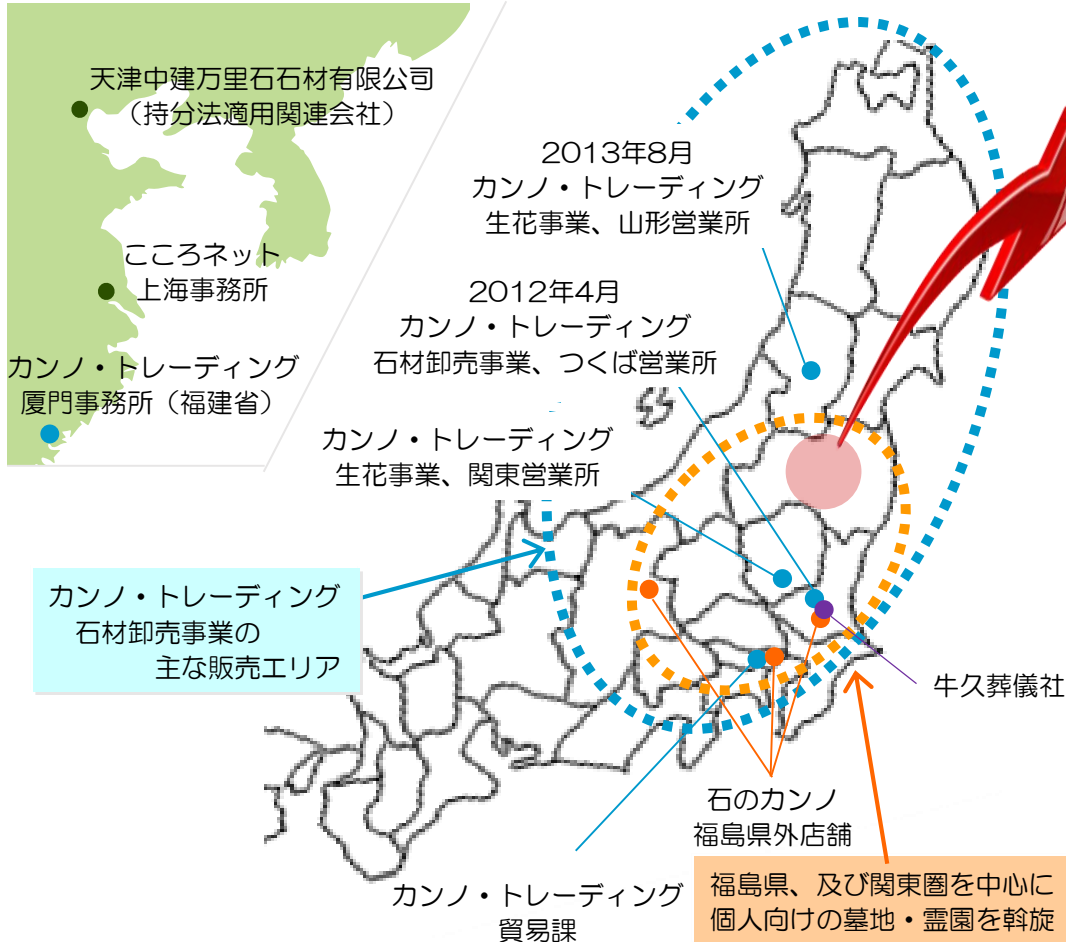 天津中建万里石石材有限公司
（持分法適用関連会社）
こころネット
上海事務所
カンノ・トレーディング
厦門事務所（福建省）
2013年8月
カンノ・トレーディング
生花事業、山形営業所
2012年4月
カンノ・トレーディング
石材卸売事業、つくば営業所
カンノ・トレーディング
生花事業、関東営業所
カンノ・トレーディング
石材卸売事業の
主な販売エリア
牛久葬儀社
石のカンノ
福島県外店舗
カンノ・トレーディング
貿易課
福島県、及び関東圏を中心に
個人向けの墓地・霊園を斡旋